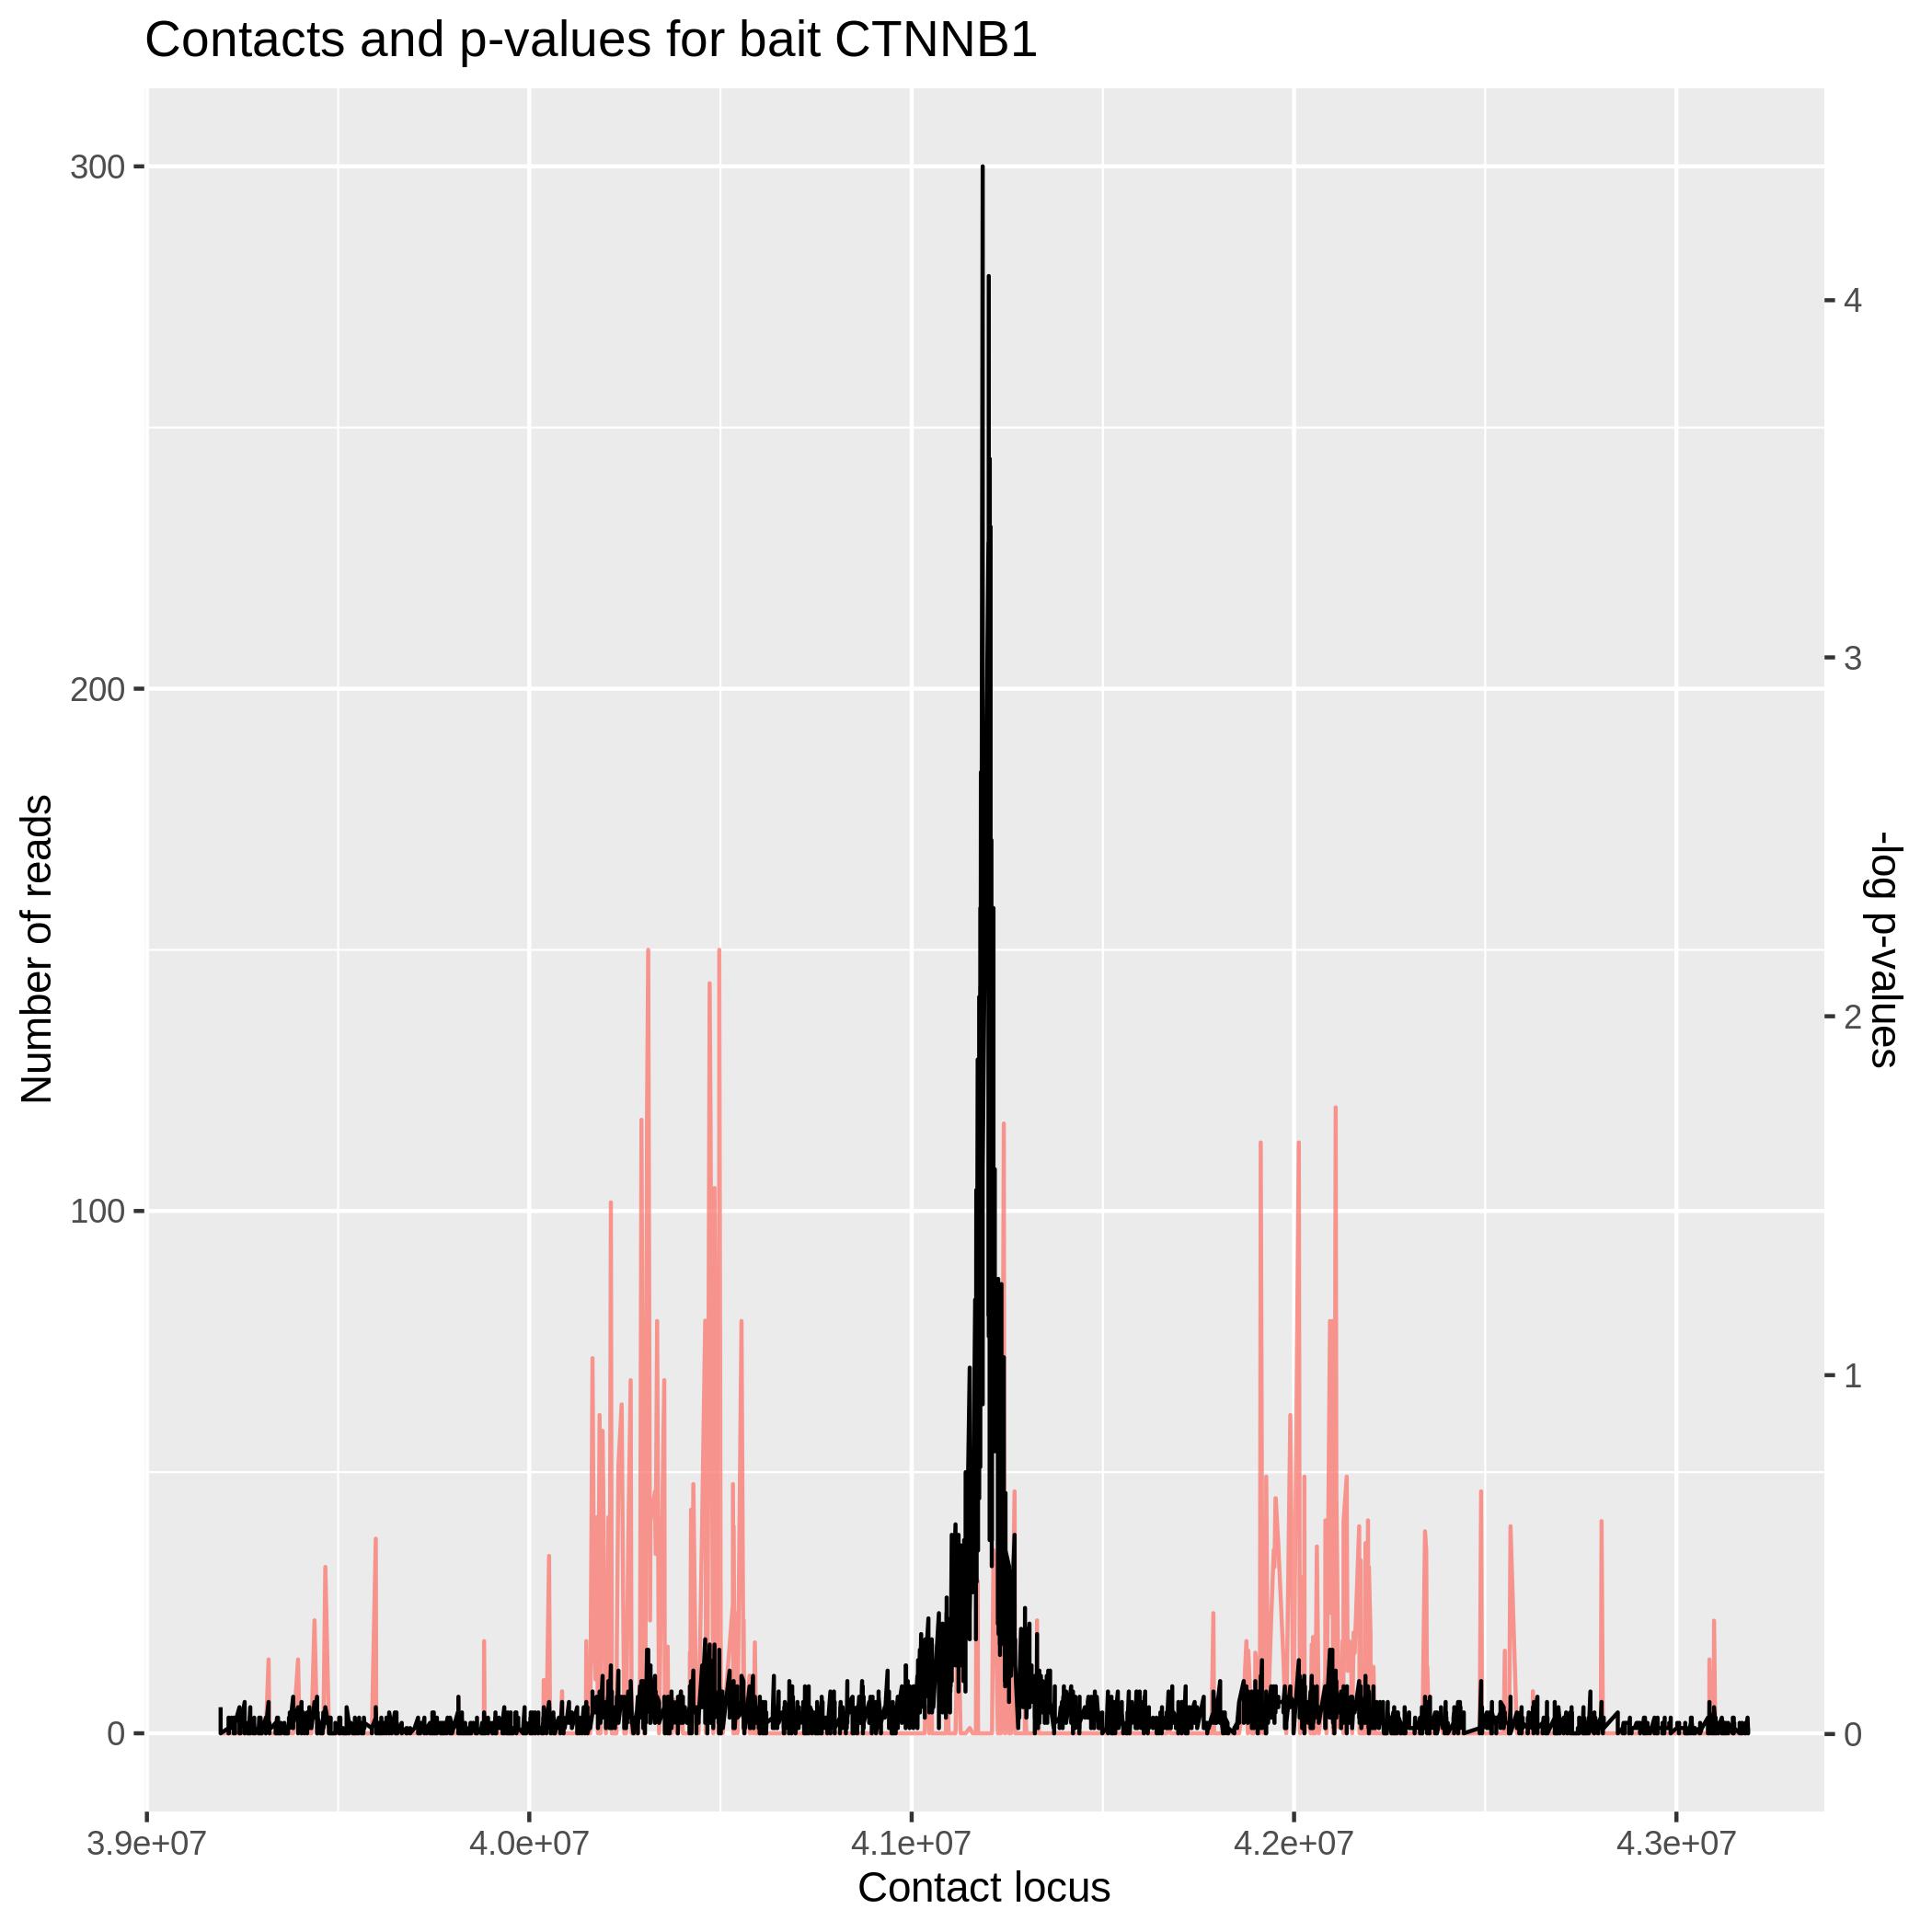 Contacts and p-values for bait CTNNB1
300
200
100
0
Number of reads
4
3
2
1
0
-log p-values
3.9e+07
4.0e+07
4.1e+07
4.2e+07
4.3e+07
Contact locus